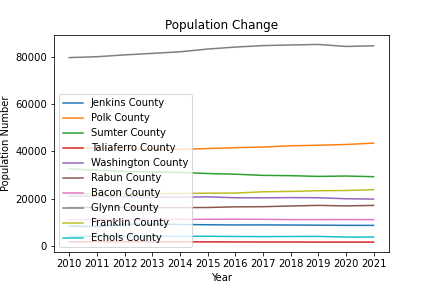 Population Change
Population Number
80000
60000
40000
20000
0
Jenkins County
Polk County
Sumter County
Taliaferro County
Washington County
Rabun County
Bacon County
Glynn County
Franklin County
Echols County
2010 2011 2012 2013 2014 2015 2016 2017 2018 2019 2020 2021
Year